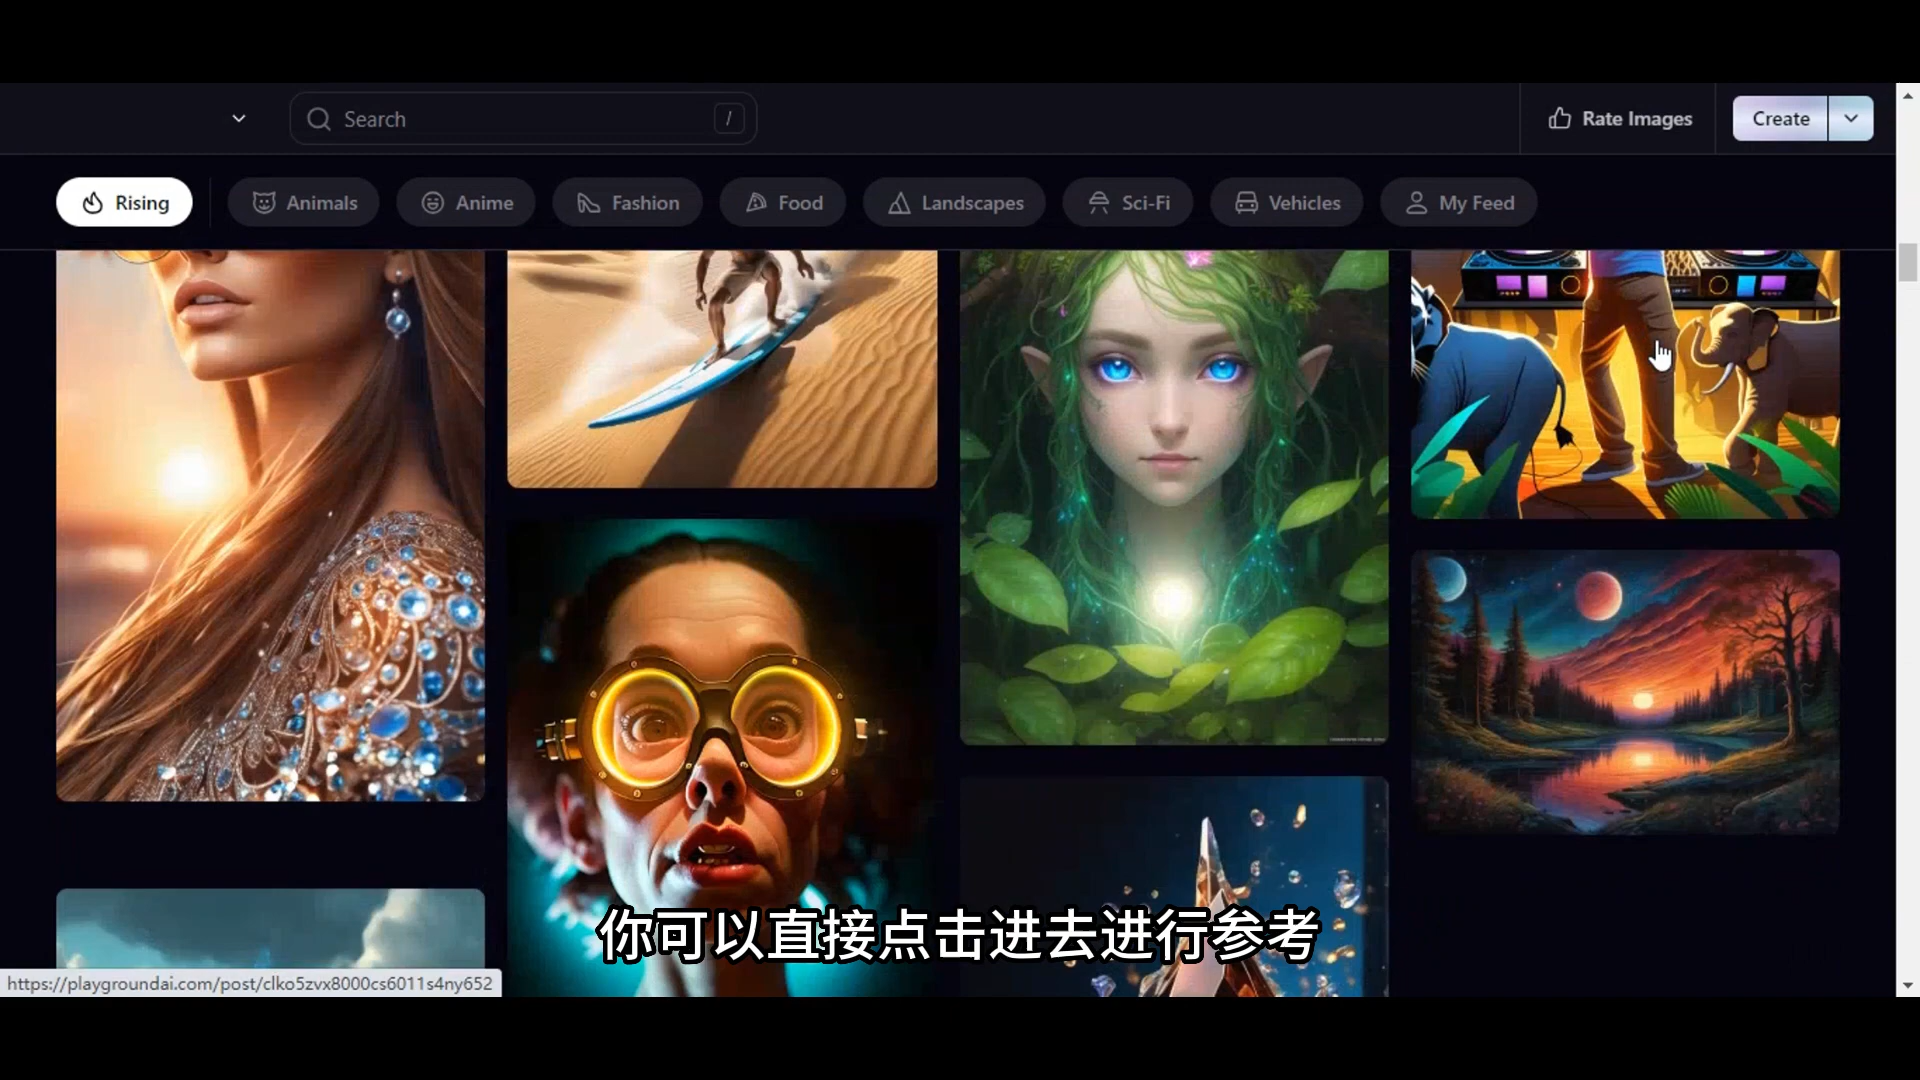 Search /
Rate Images
Create
Rising
Animals
Anime
Fashion
Food
Landscapes
Sci-Fi
Vehicles
My Feed
你可以直接点击进去进行参考
https://playgroundai.com/post/clko5zvx8000cs6011s4ny652